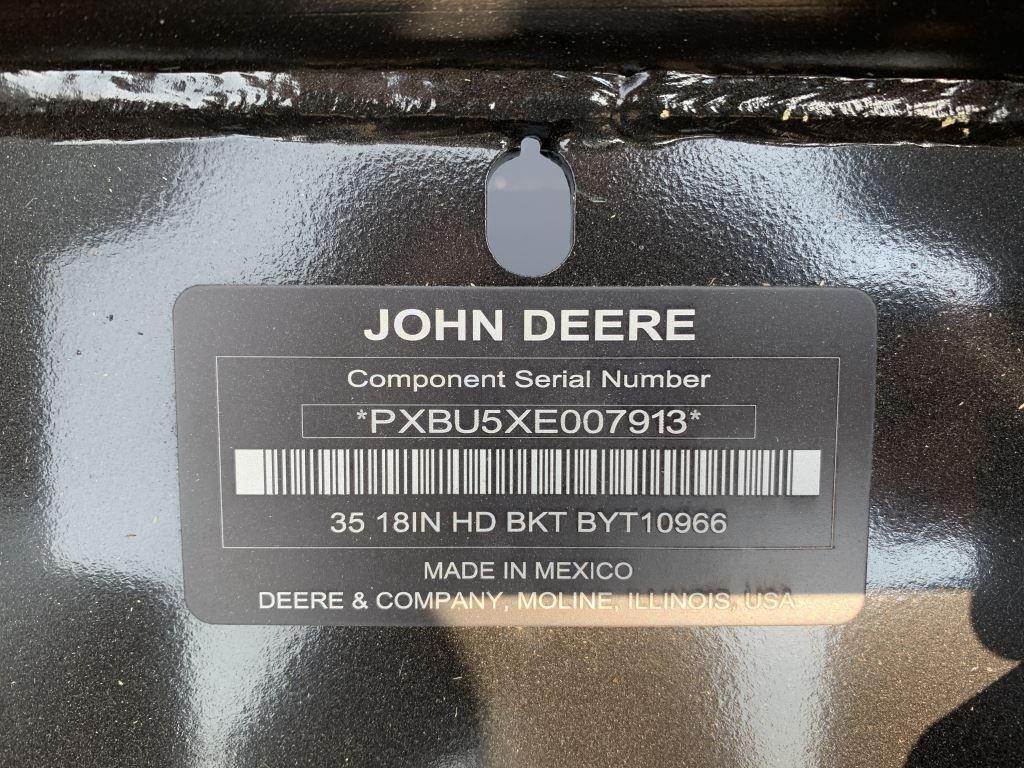 JOHN DEERE
Component Serial Number
*PXBU5XE007913*
35 18IN HD BKT BYT10966
MADE IN MEXICO
DEERE & COMPANY, MOLINE, ILLINOIS, USA